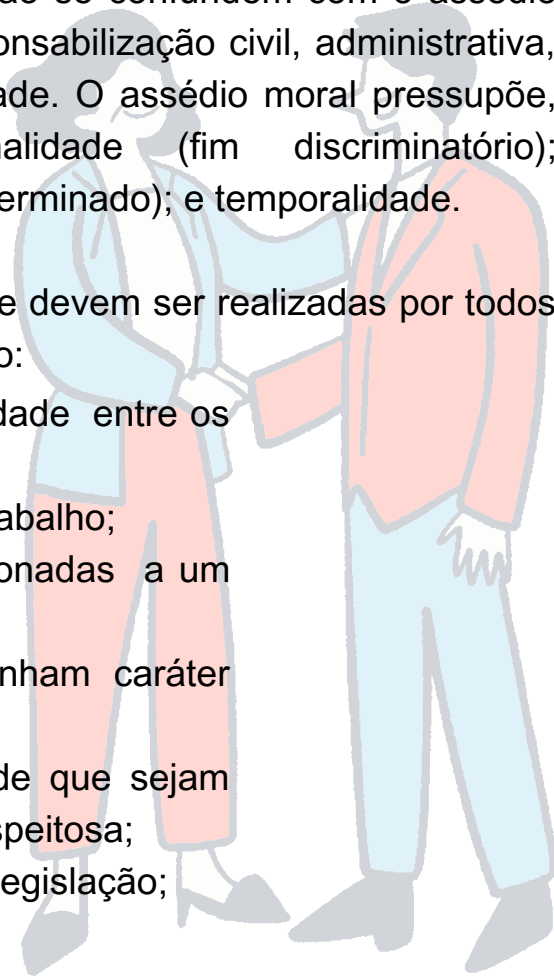 não se confundem com o assédio
onsabilização civil, administrativa,
ade. O assédio moral pressupõe,
nalidade (fim discriminatório);
erminado); e temporalidade.
e devem ser realizadas por todos
o:
dade entre os
abalho;
onadas a um
nham caráter
de que sejam
speitosa;
egislação;